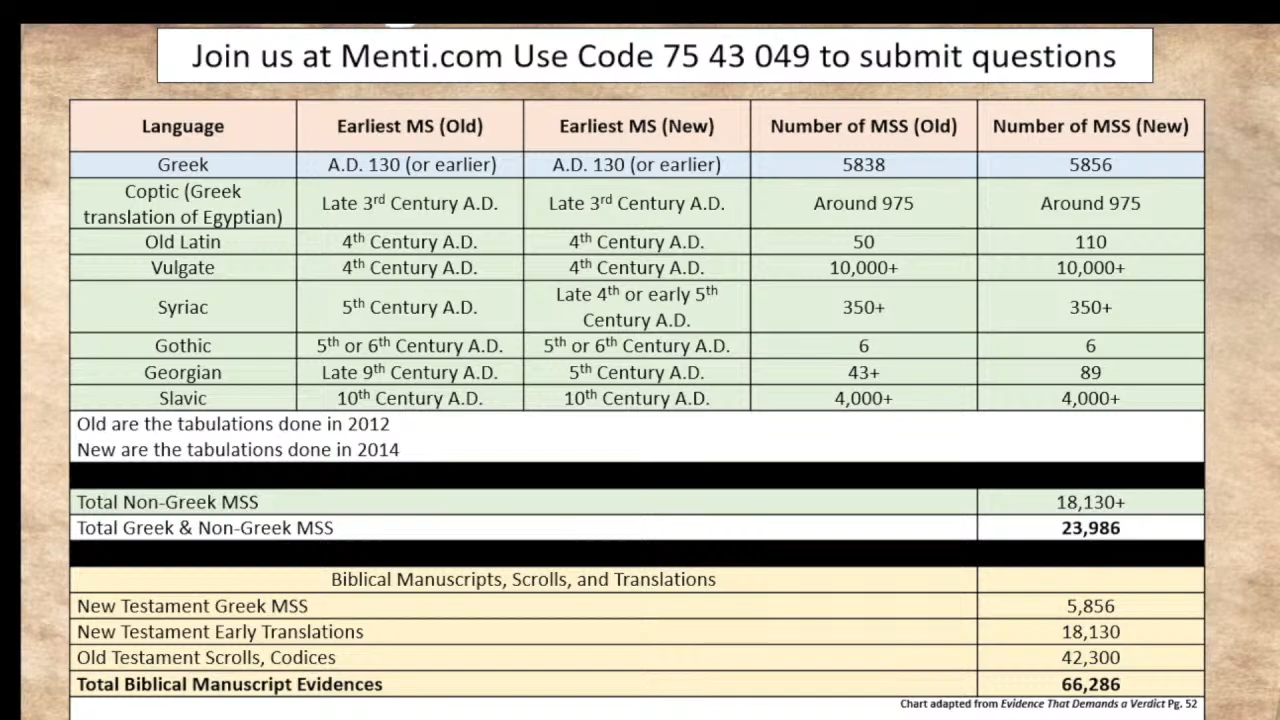 Join us at Menti.com Use Code 75 43 049 to submit questions
Language Earliest MS (Old) Earliest MS (New) Number of MSS (Old) Number of MSS (New)
Greek A.D. 130 (or earlier) A.D. 130 (or earlier) 5838 5856
Coptic (Greek
translation of Egyptian) Late 3rd Century A.D. Late 3rd Century A.D. Around 975 Around 975
Old Latin 4th Century A.D. 4th Century A.D. 50 110
Vulgate 4th Century A.D. 4th Century A.D. 10,000+ 10,000+
Syriac 5th Century A.D. Late 4th or early 5th
Century A.D. 350+ 350+
Gothic 5th or 6th Century A.D. 5th or 6th Century A.D. 6 6
Georgian Late 9th Century A.D. 5th Century A.D. 43+ 89
Slavic 10th Century A.D. 10th Century A.D. 4,000+ 4,000+
Old are the tabulations done in 2012
New are the tabulations done in 2014
Total Non-Greek MSS 18,130+
Total Greek & Non-Greek MSS 23,986
Biblical Manuscripts, Scrolls, and Translations
New Testament Greek MSS 5,856
New Testament Early Translations 18,130
Old Testament Scrolls, Codices 42,300
Total Biblical Manuscript Evidences 66,286
Chart adapted from Evidence That Demands a Verdict Pg. 52